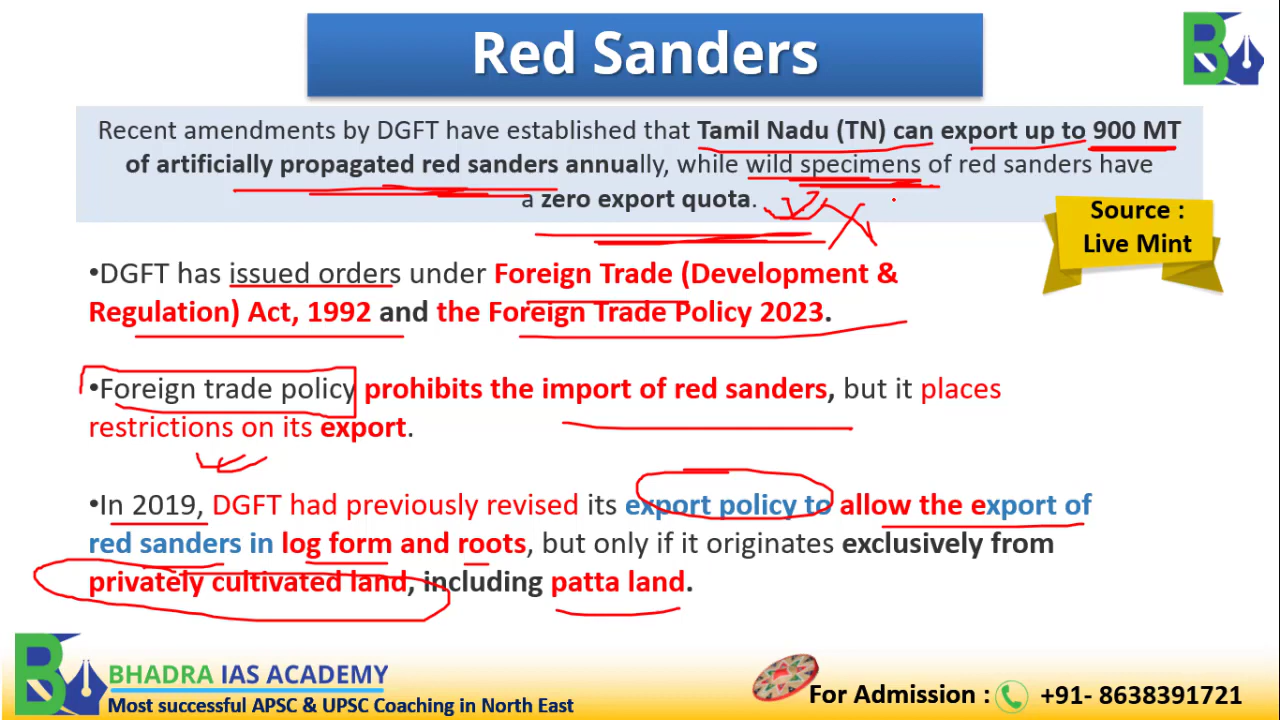 Red Sanders
Recent amendments by DGFT have established that Tamil Nadu (TN) can export up to 900 MT
of artificially propagated red sanders annually, while wild specimens of red sanders have
a zero export quota.
Source :
Live Mint
•DGFT has issued orders under Foreign Trade (Development &
Regulation) Act, 1992 and the Foreign Trade Policy 2023.
•Foreign trade policy prohibits the import of red sanders, but it places
restrictions on its export.
•In 2019, DGFT had previously revised its export policy to allow the export of
red sanders in log form and roots, but only if it originates exclusively from
privately cultivated land, including patta land.
BHADRA IAS ACADEMY
Most successful APSC & UPSC Coaching in North East
For Admission : +91- 8638391721